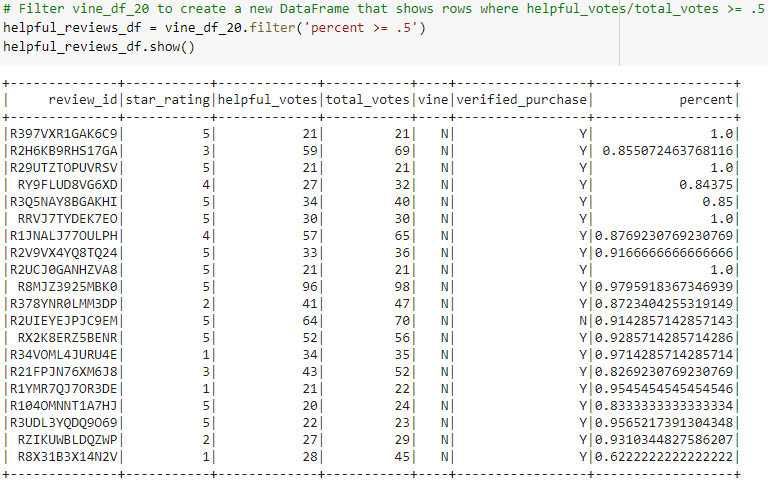 # Filter vine_df_20 to create a new DataFrame that shows rows where helpful_votes/total_votes >= .5
helpful_reviews_df = vine_df_20.filter('percent >= .5')
helpful_reviews_df.show()
+--------------+-----------+-------------+-----------+----+-----------------+------------------+
|     review_id|star_rating|helpful_votes|total_votes|vine|verified_purchase|           percent|
+--------------+-----------+-------------+-----------+----+-----------------+------------------+
|R397VXR1GAK6C9|          5|           21|         21|   N|                Y|               1.0|
|R2H6KB9RHS17GA|          3|           59|         69|   N|                Y| 0.855072463768116|
|R29UTZTOPUVRSV|          5|           21|         21|   N|                Y|               1.0|
| RY9FLUD8VG6XD|          4|           27|         32|   N|                Y|           0.84375|
|R3Q5NAY8BGAKHI|          5|           34|         40|   N|                Y|              0.85|
| RRVJ7TYDEK7EO|          5|           30|         30|   N|                Y|               1.0|
|R1JNALJ77OULPH|          4|           57|         65|   N|                Y|0.8769230769230769|
|R2V9VX4YQ8TQ24|          5|           33|         36|   N|                Y|0.9166666666666666|
|R2UCJ0GANHZVA8|          5|           21|         21|   N|                Y|               1.0|
| R8MJZ3925MBK0|          5|           96|         98|   N|                Y|0.9795918367346939|
|R378YNR0LMM3DP|          2|           41|         47|   N|                Y|0.8723404255319149|
|R2UIEYEJPJC9EM|          5|           64|         70|   N|                N|0.9142857142857143|
| RX2K8ERZ5BENR|          5|           52|         56|   N|                Y|0.9285714285714286|
|R34VOML4JURU4E|          1|           34|         35|   N|                Y|0.9714285714285714|
|R21FPJN76XM6J8|          3|           43|         52|   N|                Y|0.8269230769230769|
|R1YMR7QJ7OR3DE|          1|           21|         22|   N|                Y|0.9545454545454546|
|R104OMNNT1A7HJ|          5|           20|         24|   N|                Y|0.8333333333333334|
|R3UDL3YQDQ9O69|          5|           22|         23|   N|                Y|0.9565217391304348|
| RZIKUWBLDQZWP|          2|           27|         29|   N|                Y|0.9310344827586207|
| R8X31B3X14N2V|          1|           28|         45|   N|                Y|0.6222222222222222|
+--------------+-----------+-------------+-----------+----+-----------------+------------------+